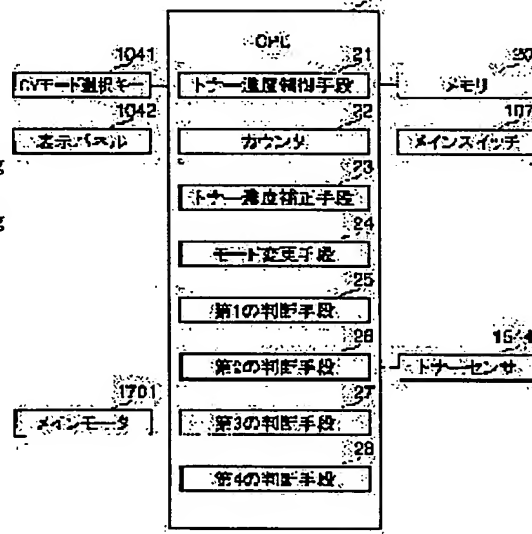 CPU
1041
21
20
CVモード選択キー
トナー濃度制御手段
メモリ
1042
22
107
表示パネル
カウンタ
メインスイッチ
g
23
トナー濃度補正手段
g
24
モード変更手段
25
第1の判断手段
26
第2の判断手段
トナーセンサ
1701
27
メインモータ
第3の判断手段
28
第4の判断手段